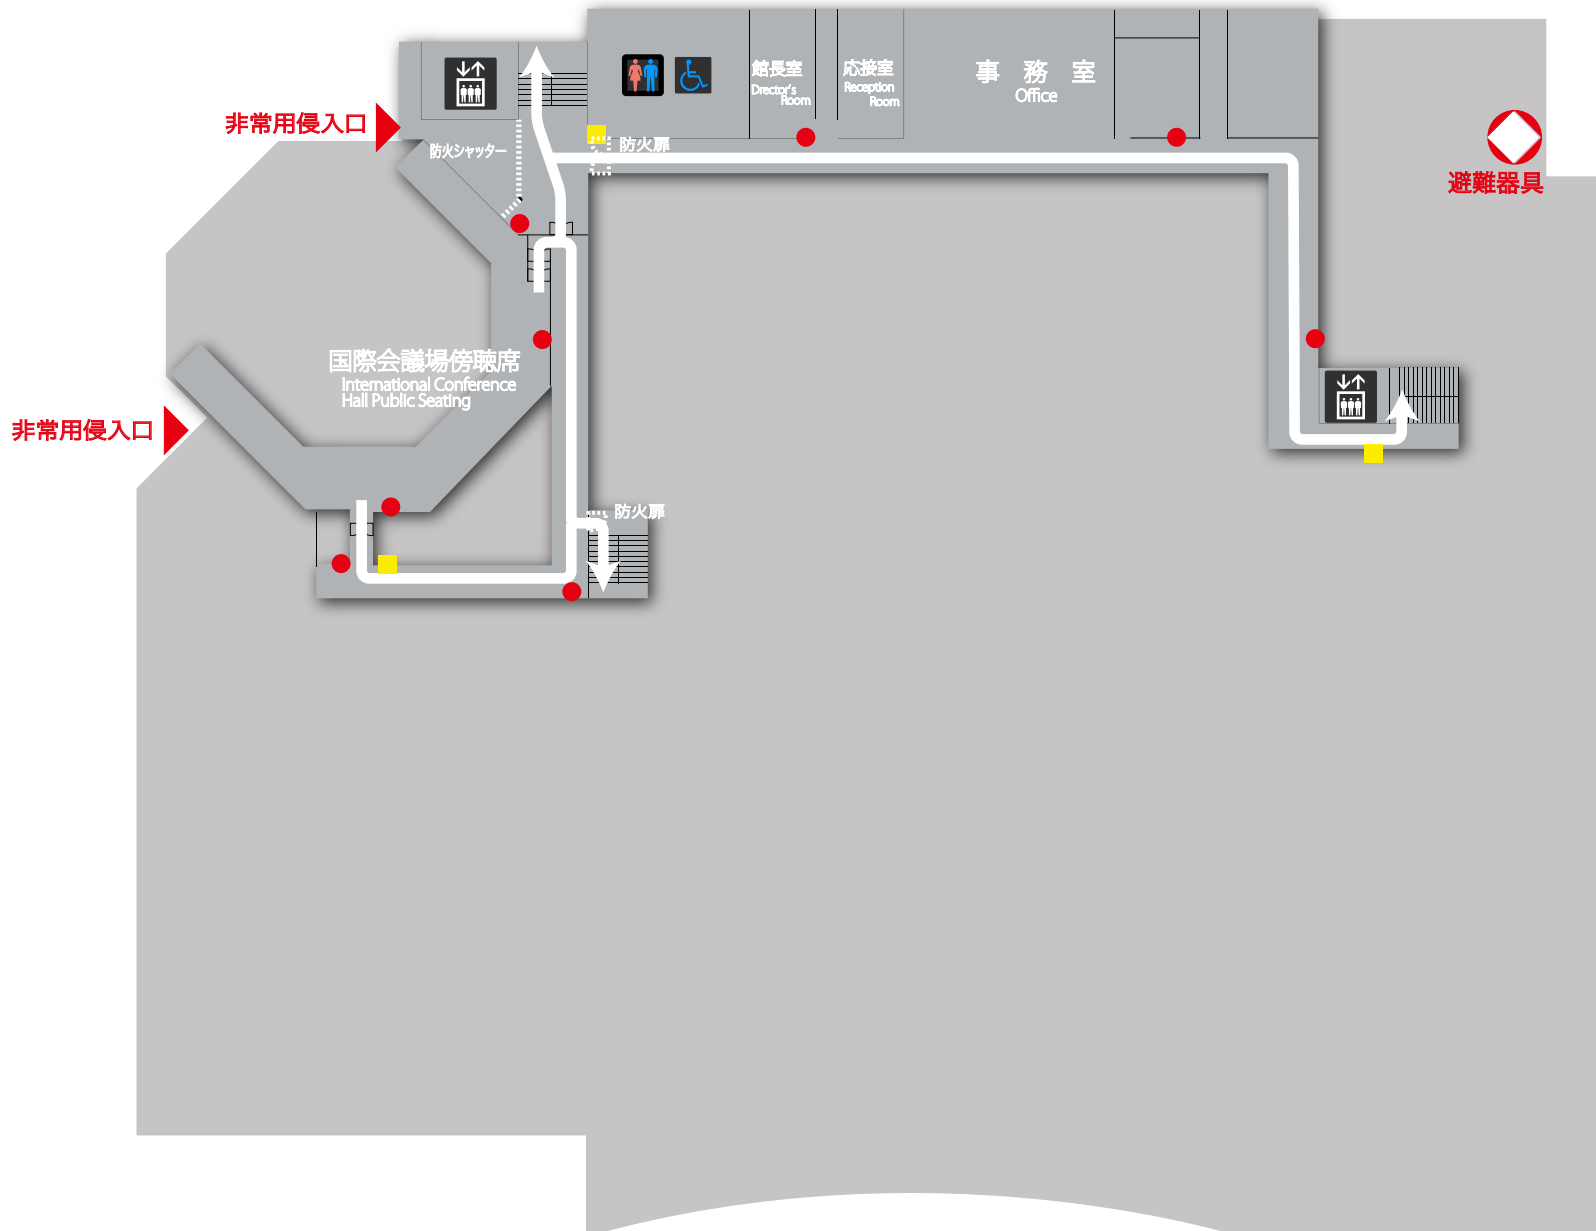 館長室
Drector's
Room
応接室
Reception
Room
事務室
Office
非常用侵入口
防火シャッター
防火扉
避難器具
国際会議場傍聴席
International Conference
Hall Public Seating
非常用侵入口
防火扉